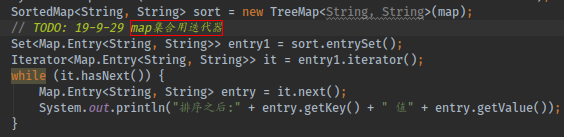 SortedMap<String, String> sort = new TreeMap<String, String>(map);
// TODO: 19-9-29 map集合用迭代器
Set<Map.Entry<String, String>> entry1 = sort.entrySet();
Iterator<Map.Entry<String, String>> it = entry1.iterator();
while (it.hasNext()) {
Map.Entry<String, String> entry = it.next();
System.out.println("排序之后:" + entry.getKey() + " 值" + entry.getValue());
}